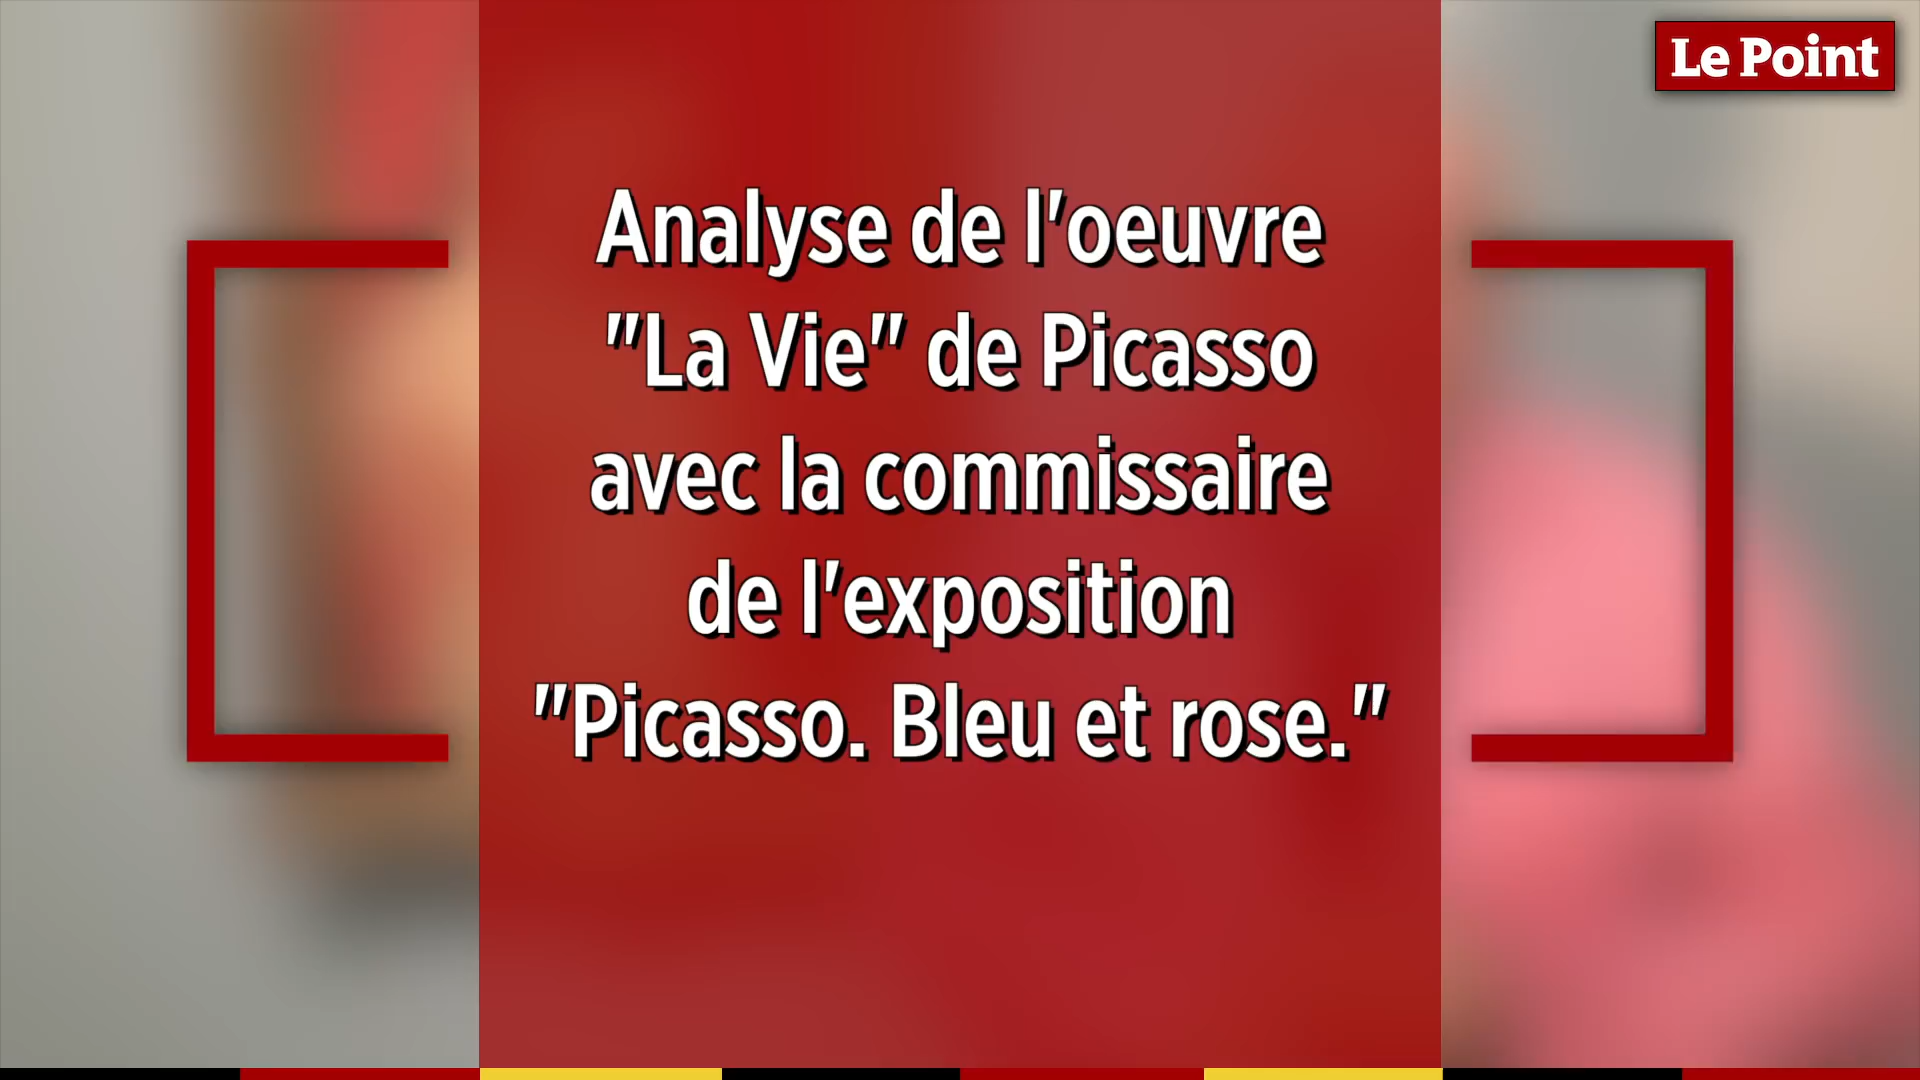 Le Point
Analyse de l'oeuvre
"La Vie" de Picasso
avec la commissaire
de l'exposition
"Picasso. Bleu et rose."